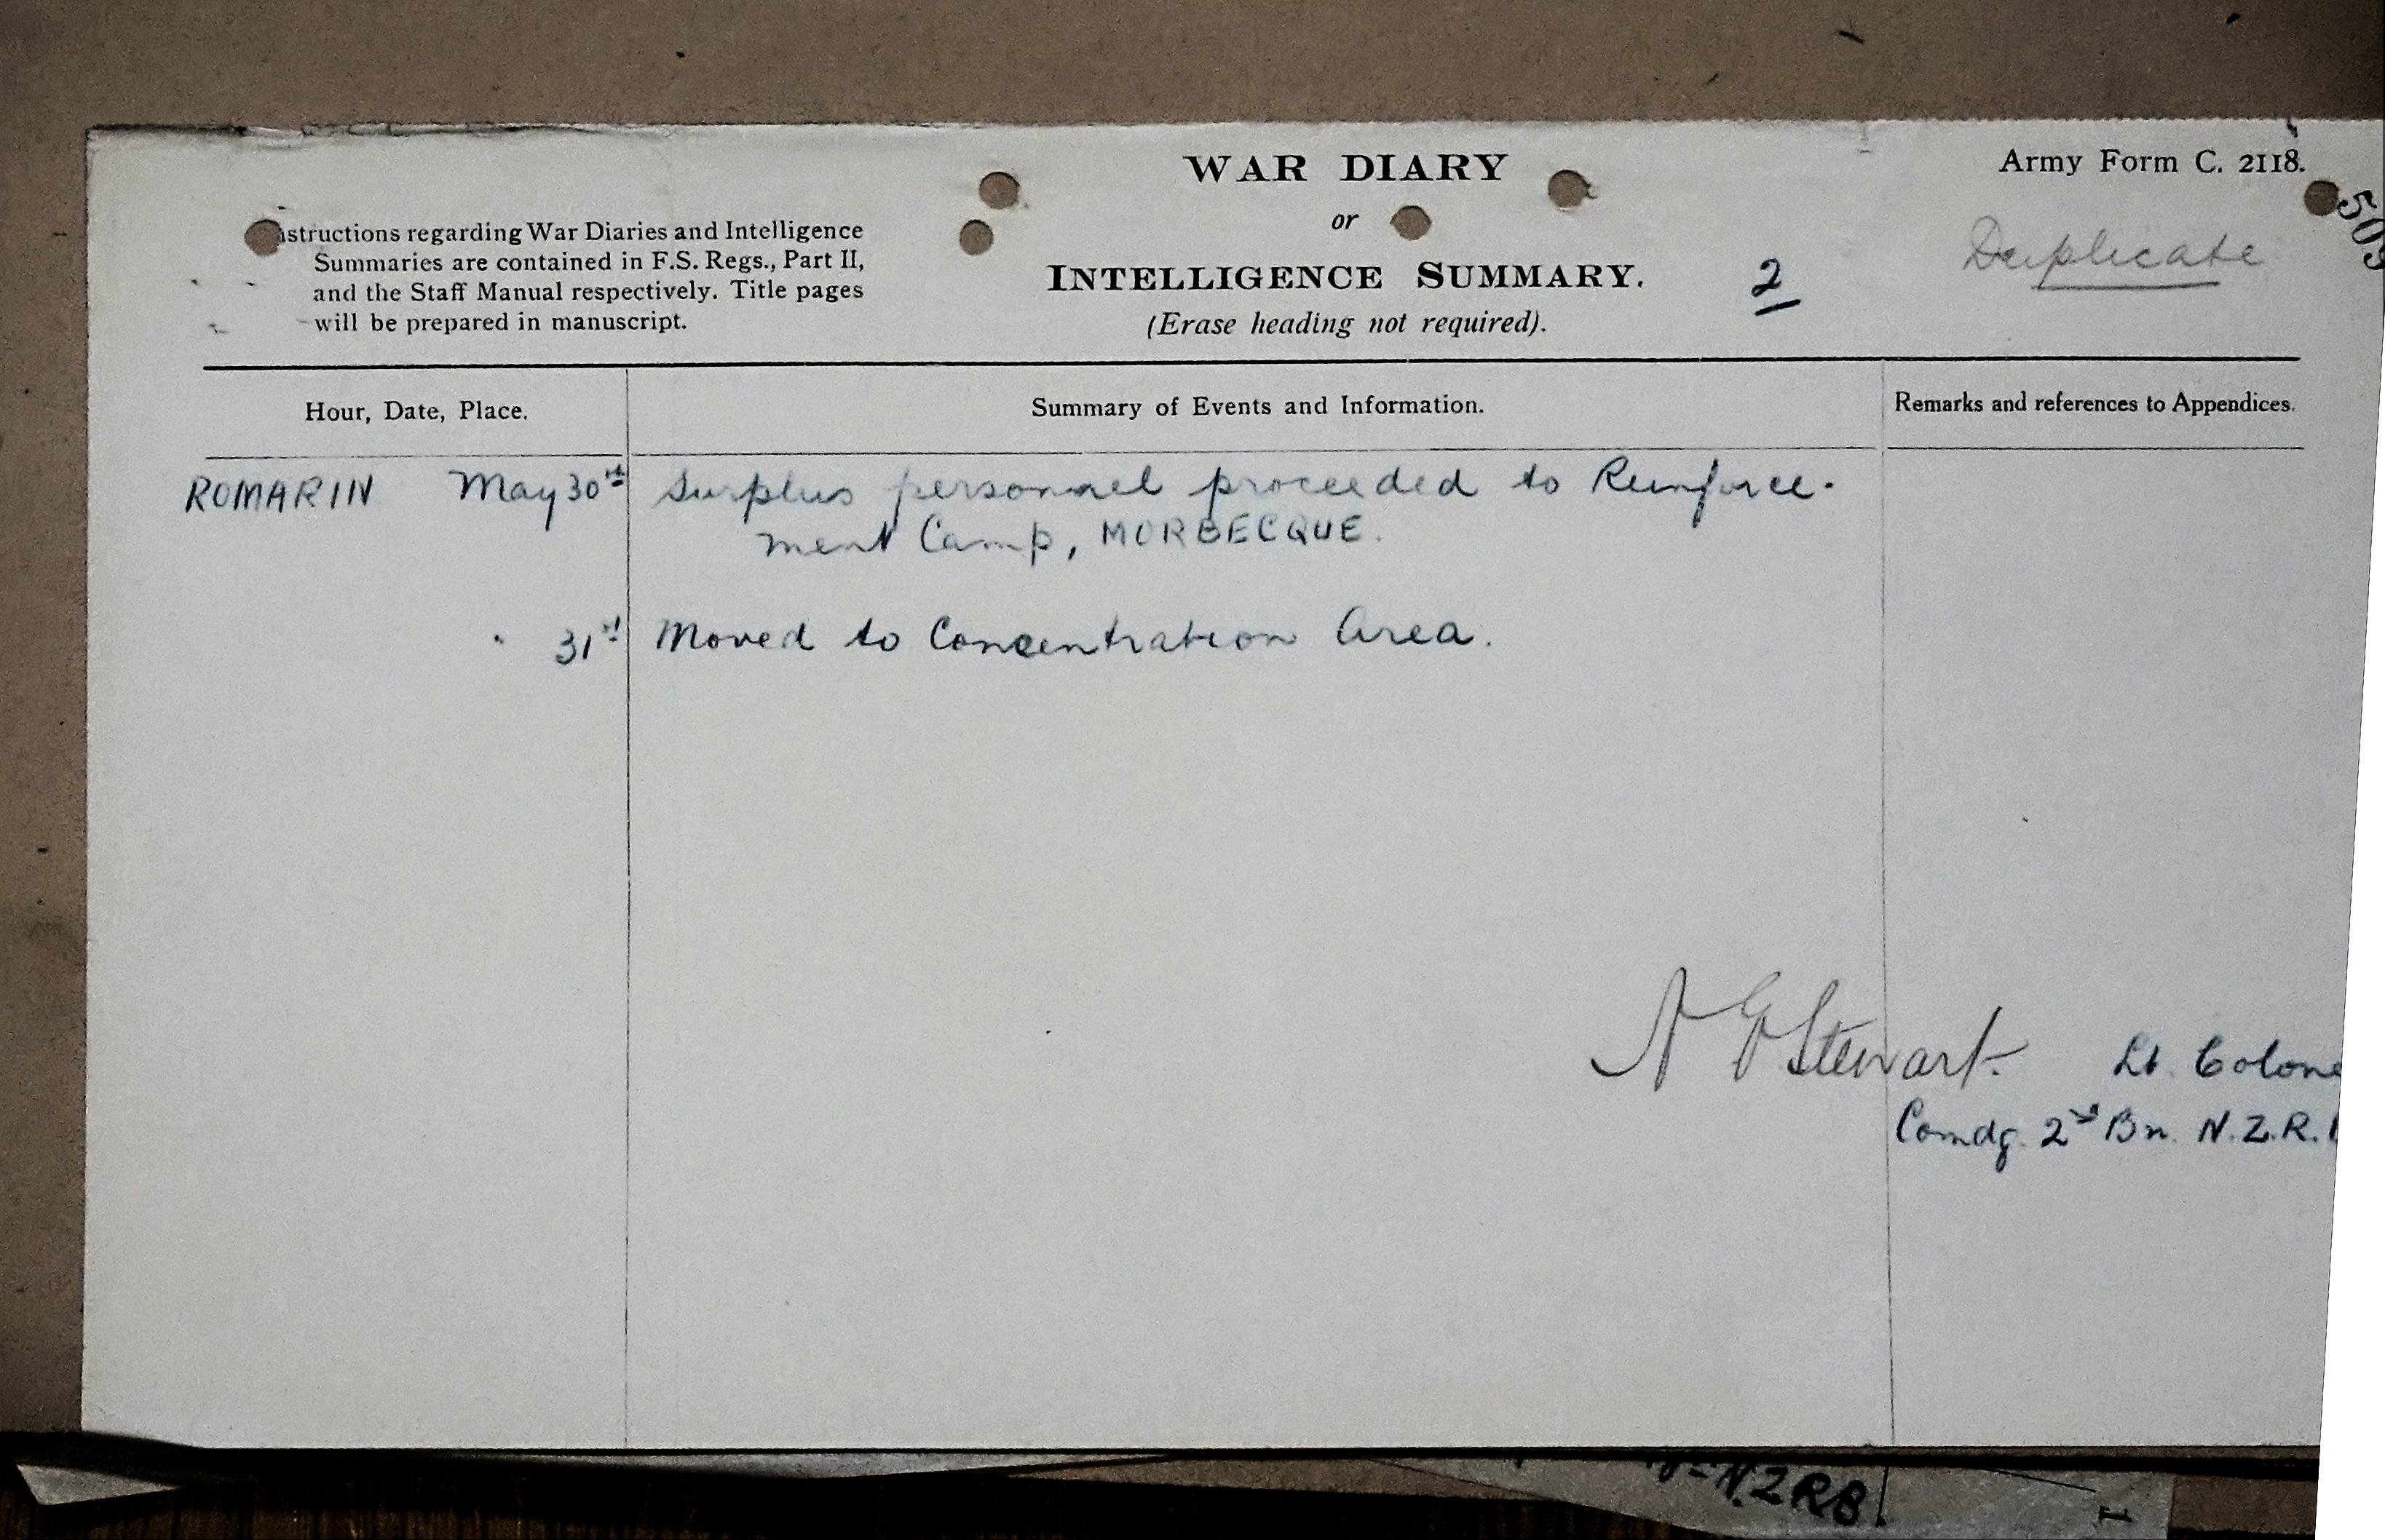 WAR DIARY
or
INTELLIGENCE SUMMARY.
(Erase heading not required).
Army Form C. 2118.
509
Duplicate
2
nstructions regarding War Diaries and Intelligence
Summaries are contained in F.S. Regs., Part II,
and the Staff Manual respectively. Title pages
will be prepared in manuscript.
Hour, Date, Place.
Summary of Events and Information.
Remarks and references to Appendices.
ROMARIN May 30th Surplus personnel proceeded to Reinforce-
ment Camp, MORBECQUE.
" 31st Moved to Concentration Area.
A E Stewart. Lt. Colone
Comdg. 2nd Bn. N.Z.R.
N.ZRB.